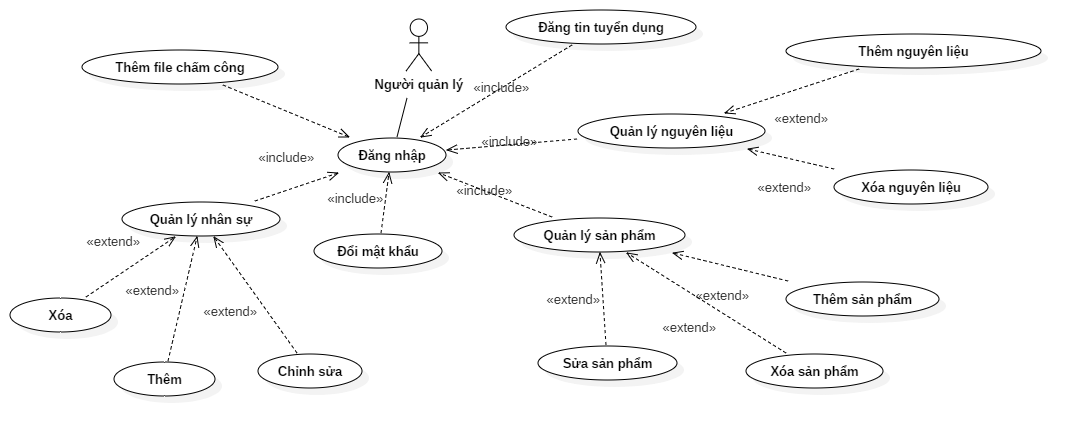 Đăng tin tuyển dụng
Thêm nguyên liệu
Thêm file chấm công
Người quản lý
«include»
«extend»
Quản lý nguyên liệu
«include»
Đăng nhập
«include»
«extend»
Xóa nguyên liệu
«include»
«include»
Quản lý nhân sự
Quản lý sản phẩm
«extend»
Đổi mật khẩu
«extend»
«extend»
«extend»
Thêm sản phẩm
«extend»
Xóa
«extend»
Sửa sản phẩm
Thêm
Chỉnh sửa
Xóa sản phẩm